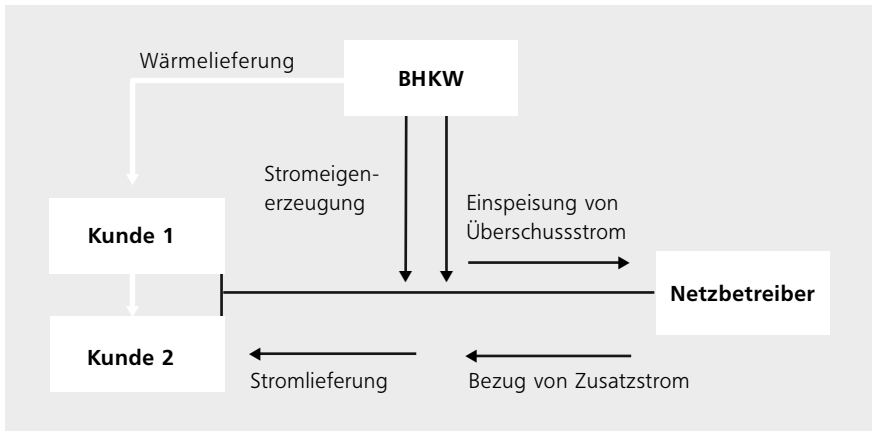 Wärmelieferung
BHKW
Stromeigen-
erzeugung
Einspeisung von
Überschussstrom
Kunde 1
Netzbetreiber
Kunde 2
Stromlieferung
Bezug von Zusatzstrom